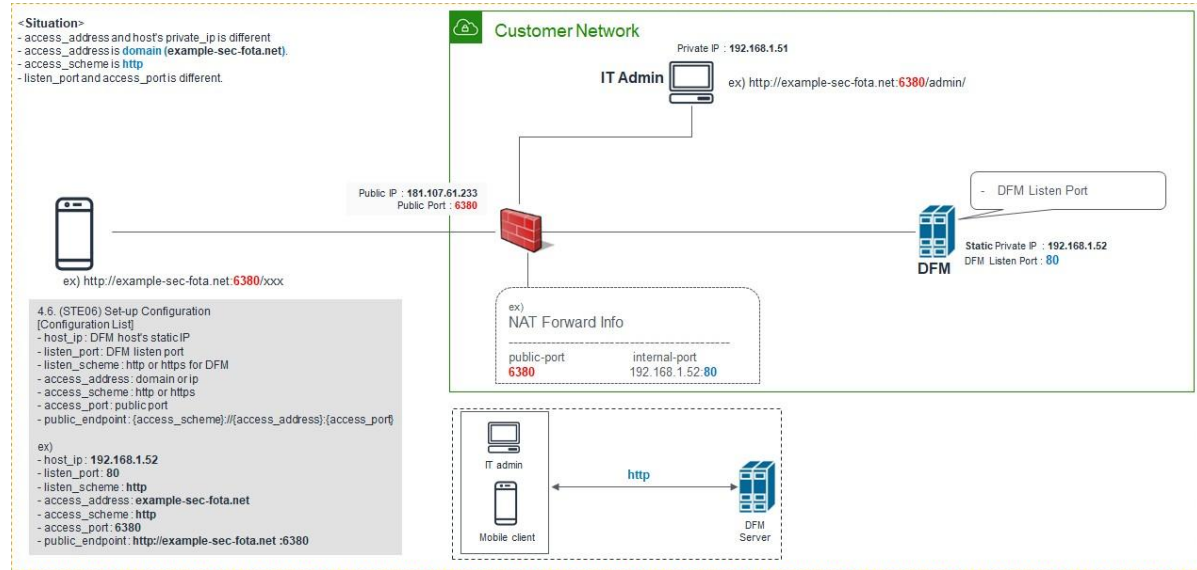 <Situation>
- access_address and host's private_ip is different
- access_address is domain (example-sec-fota.net).
- access_scheme is http
- listen_port and access_port is different.
Customer Network
Private IP : 192.168.1.51
IT Admin
ex) http://example-sec-fota.net:6380/admin/
Public IP : 181.107.61.233
Public Port : 6380
- DFM Listen Port
Static Private IP : 192.168.1.52
DFM Listen Port : 80
DFM
ex) http://example-sec-fota.net:6380/xxx
ex)
NAT Forward Info
public-port internal-port
6380 192.168.1.52:80
4.6. (STE06) Set-up Configuration
[Configuration List]
- host_ip : DFM host's static IP
- listen_port : DFM listen port
- listen_scheme : http or https for DFM
- access_address : domain or ip
- access_scheme : http or https
- access_port : public port
- public_endpoint : {access_scheme}://{access_address}:{access_port}
ex)
- host_ip : 192.168.1.52
- listen_port : 80
- listen_scheme : http
- access_address : example-sec-fota.net
- access_scheme : http
- access_port : 6380
- public_endpoint : http://example-sec-fota.net :6380
IT admin
http
Mobile client
DFM
Server